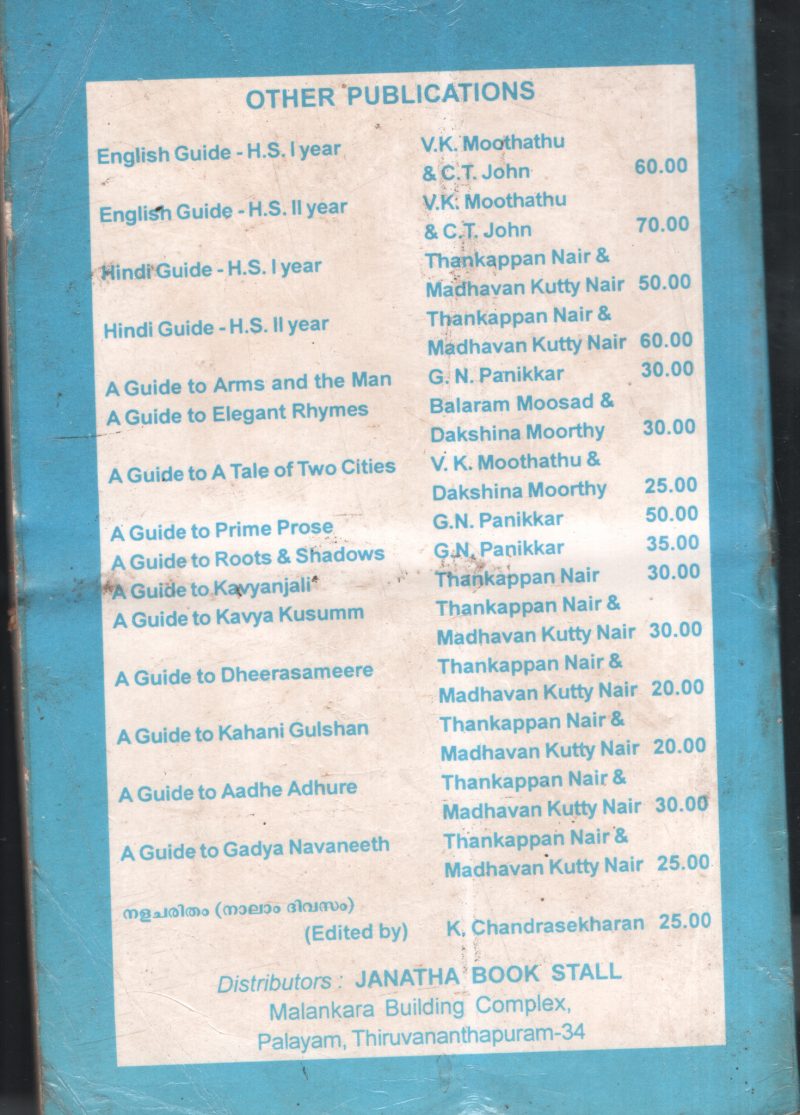 OTHER PUBLICATIONS
English Guide - H.S. I year V.K. Moothathu
& C.T. John 60.00
English Guide - H.S. II year V.K. Moothathu
& C.T. John 70.00
Hindi Guide - H.S. I year Thankappan Nair &
Madhavan Kutty Nair 50.00
Hindi Guide - H.S. II year Thankappan Nair &
Madhavan Kutty Nair 60.00
A Guide to Arms and the Man G. N. Panikkar 30.00
A Guide to Elegant Rhymes Balaram Moosad &
Dakshina Moorthy 30.00
A Guide to A Tale of Two Cities V. K. Moothathu &
Dakshina Moorthy 25.00
A Guide to Prime Prose G.N. Panikkar 50.00
A Guide to Roots & Shadows G.N. Panikkar 35.00
A Guide to Kavyanjali Thankappan Nair 30.00
A Guide to Kavya Kusumm Thankappan Nair &
Madhavan Kutty Nair 30.00
A Guide to Dheerasameere Thankappan Nair &
Madhavan Kutty Nair 20.00
A Guide to Kahani Gulshan Thankappan Nair &
Madhavan Kutty Nair 20.00
A Guide to Aadhe Adhure Thankappan Nair &
Madhavan Kutty Nair 30.00
A Guide to Gadya Navaneeth Thankappan Nair &
Madhavan Kutty Nair 25.00
നളചരിതം (നാലാം ദിവസം)
(Edited by) K. Chandrasekharan 25.00
Distributors : JANATHA BOOK STALL
Malankara Building Complex,
Palayam, Thiruvananthapuram-34